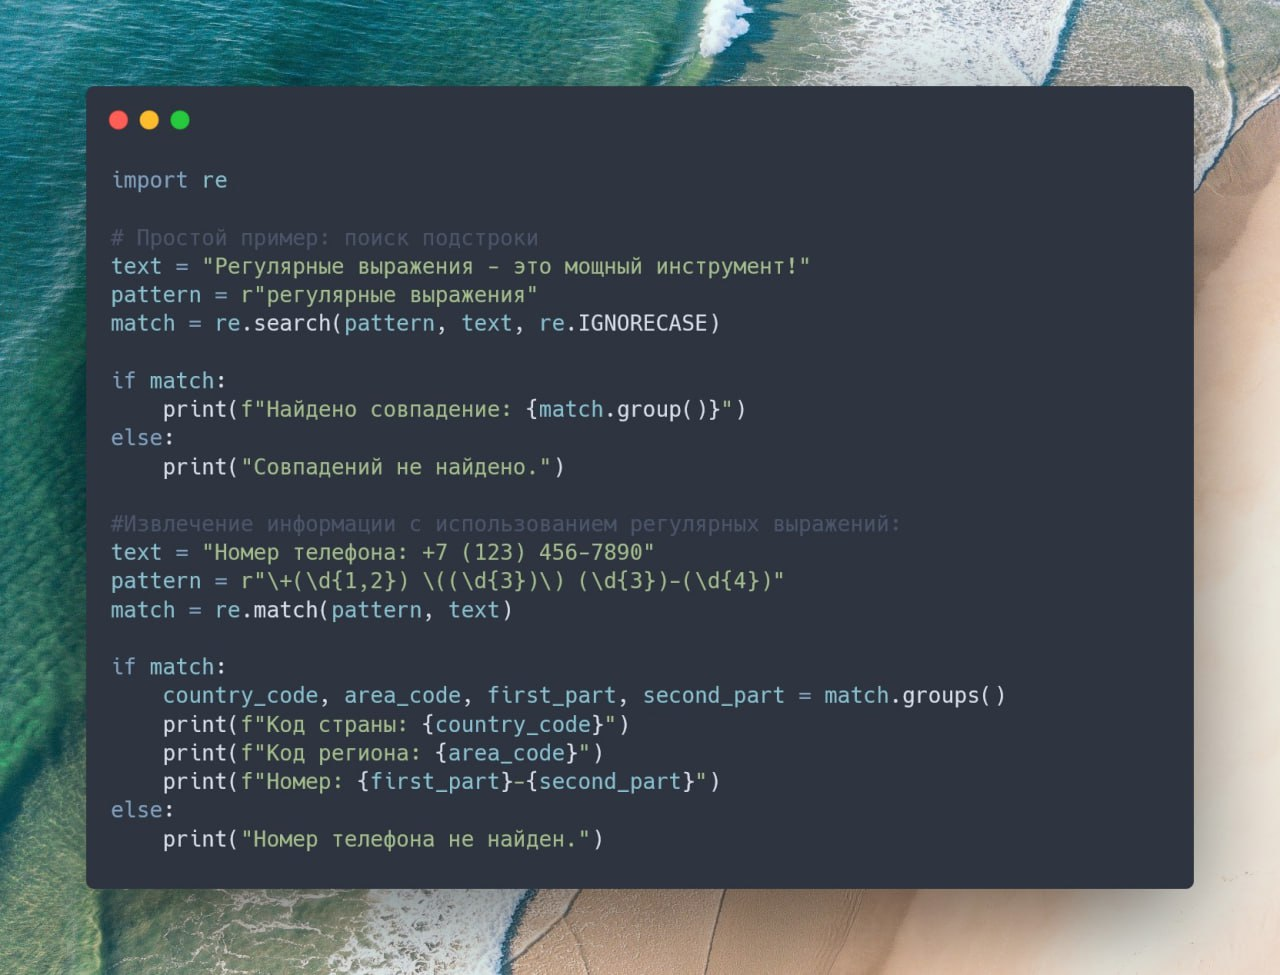 import re
# Простой пример: поиск подстроки
text = "Регулярные выражения - это мощный инструмент!"
pattern = r"регулярные выражения"
match = re.search(pattern, text, re.IGNORECASE)
if match:
    print(f"Найдено совпадение: {match.group()}")
else:
    print("Совпадений не найдено.")
#Извлечение информации с использованием регулярных выражений:
text = "Номер телефона: +7 (123) 456-7890"
pattern = r"\+(\d{1,2}) \((\d{3})\) (\d{3})-(\d{4})"
match = re.match(pattern, text)
if match:
    country_code, area_code, first_part, second_part = match.groups()
    print(f"Код страны: {country_code}")
    print(f"Код региона: {area_code}")
    print(f"Номер: {first_part}-{second_part}")
else:
    print("Номер телефона не найден.")